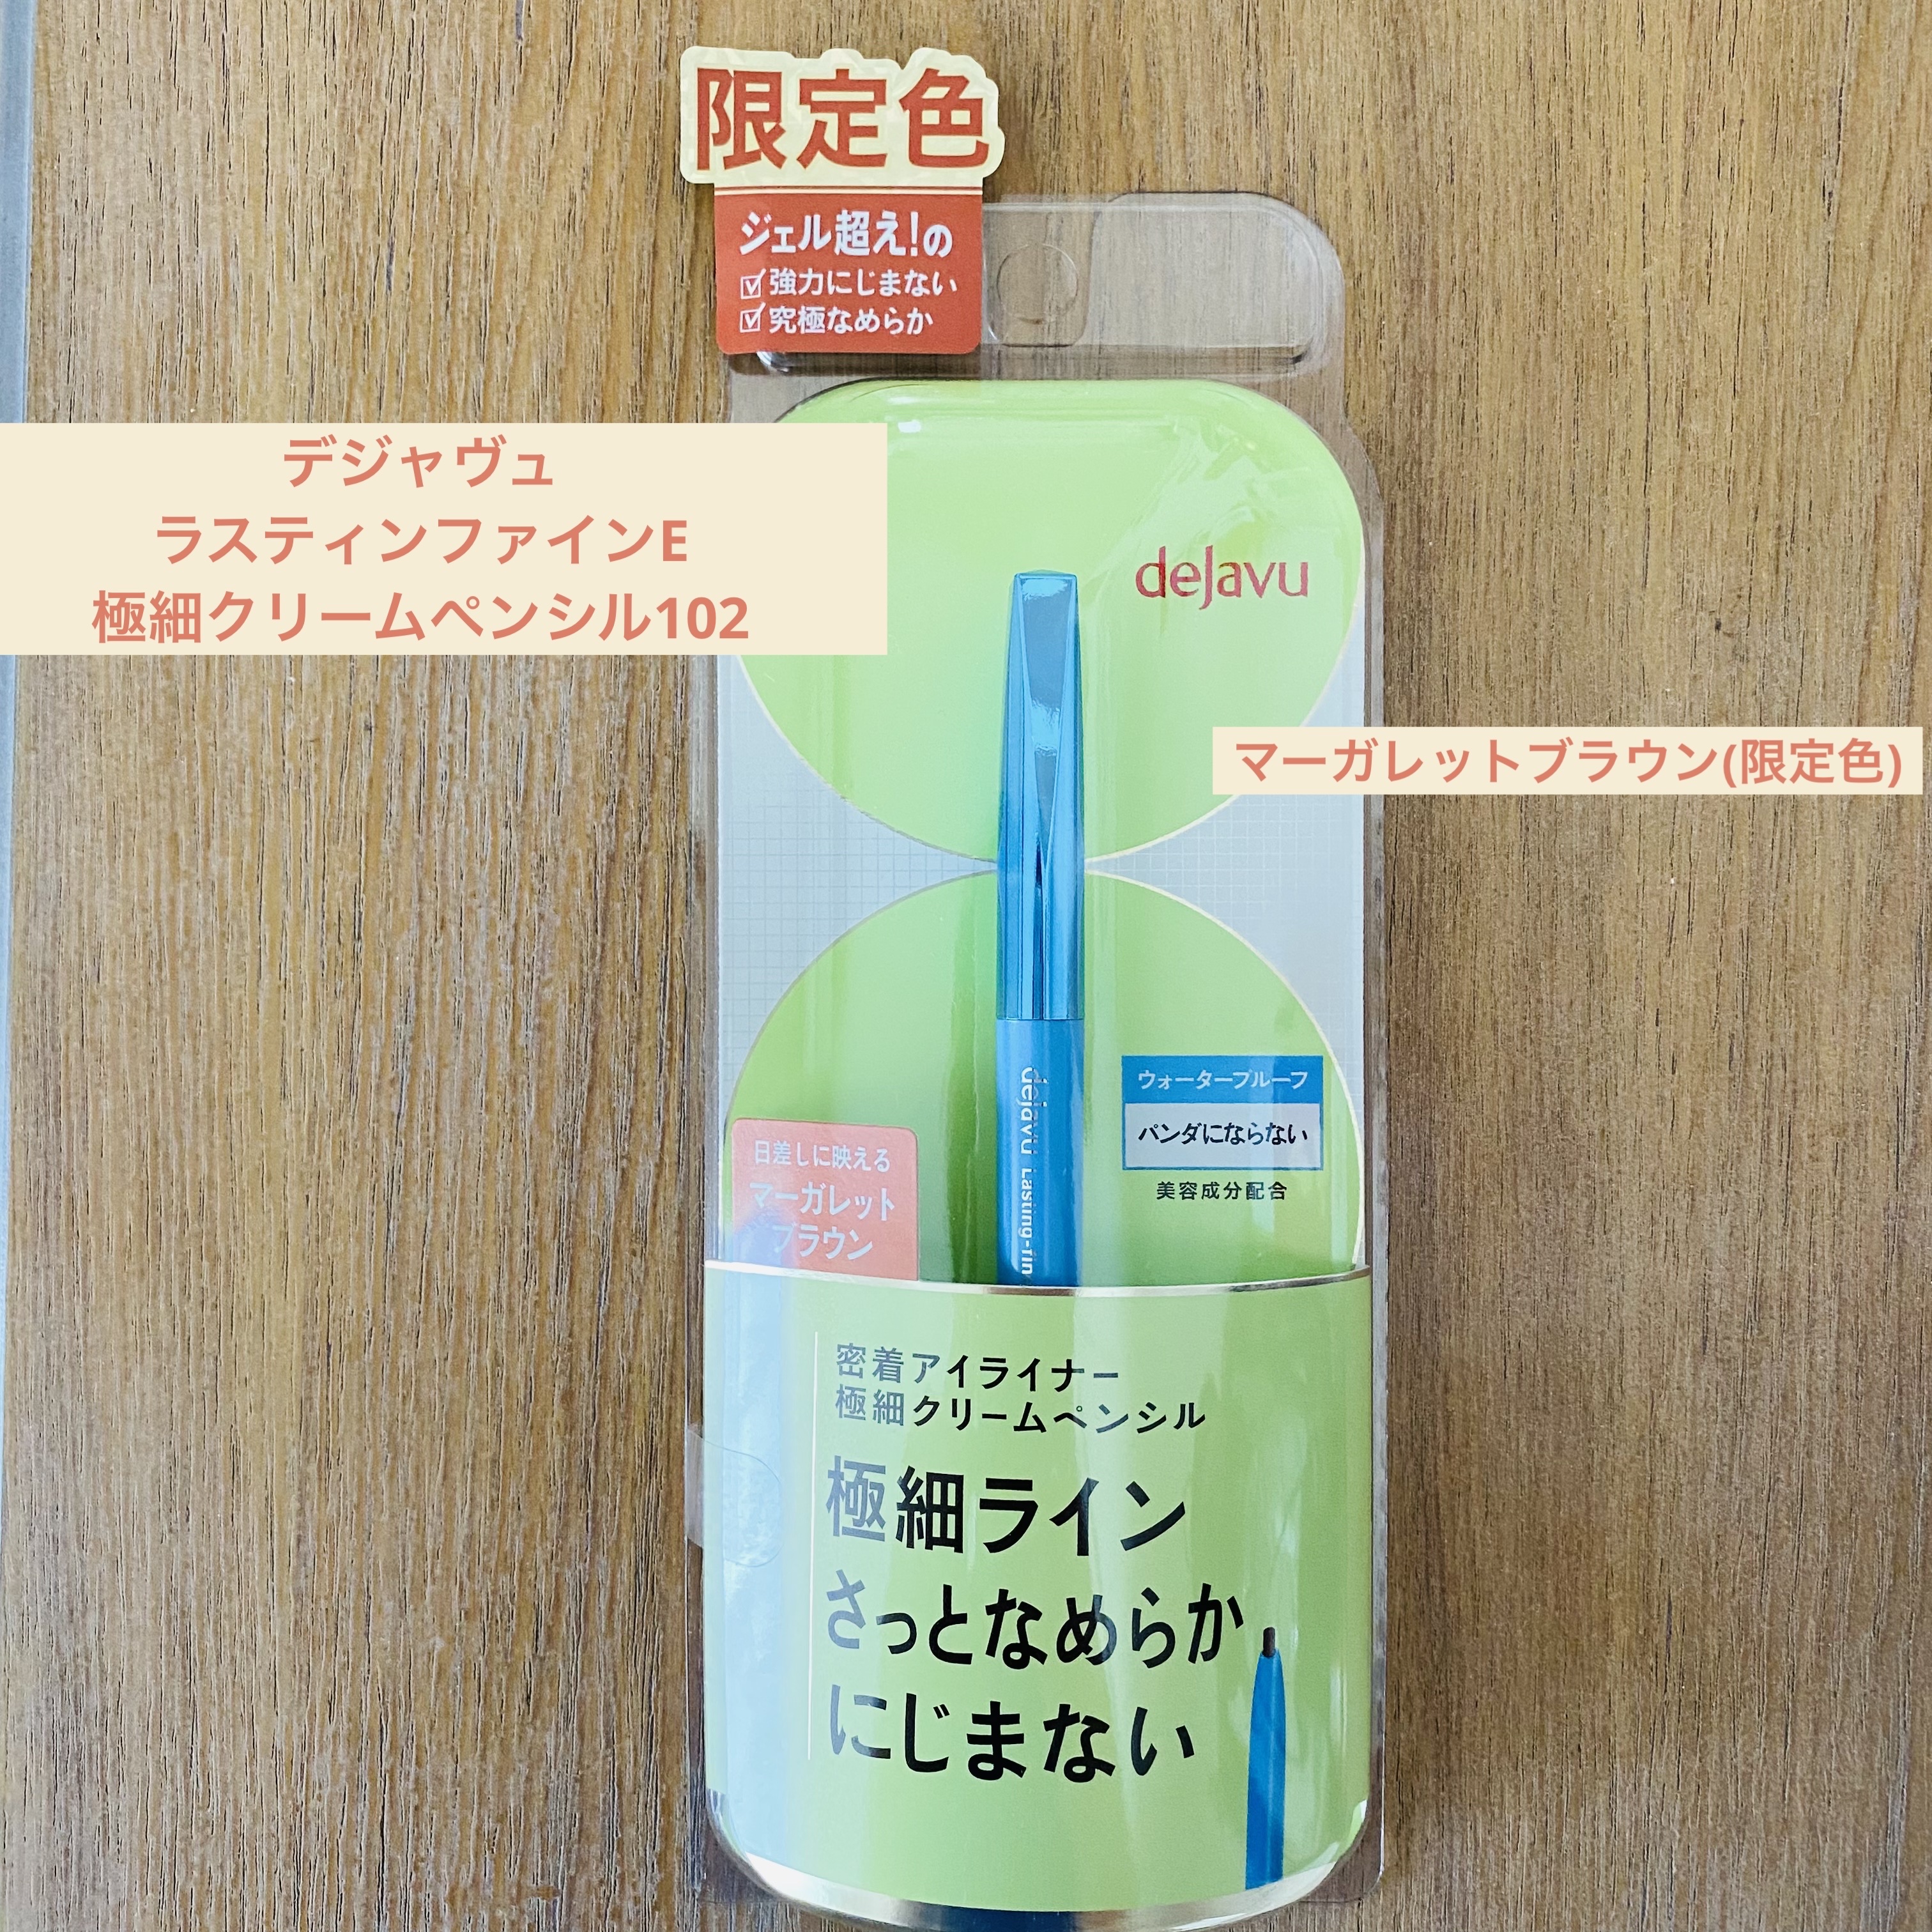 限定色
ジェル超え!の
強力にじまない
究極なめらか
デジャヴュ
ラスティンファインE
極細クリームペンシル102
dejavu
マーガレットブラウン(限定色)
dejavu Lasting-fin
ウォータープルーフ
パンダにならない
美容成分配合
日差しに映える
マーガレット
ブラウン
密着アイライナー
極細クリームペンシル
極細ライン
さっとなめらか
にじまない